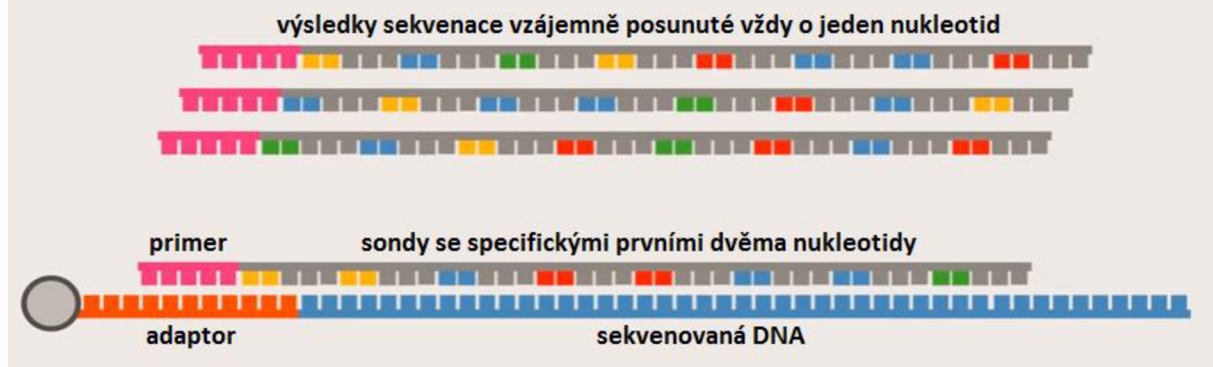 výsledky sekvenace vzájemně posunuté vždy o jeden nukleotid
primer
sondy se specifickými prvními dvěma nukleotidy
adaptor
sekvenovaná DNA